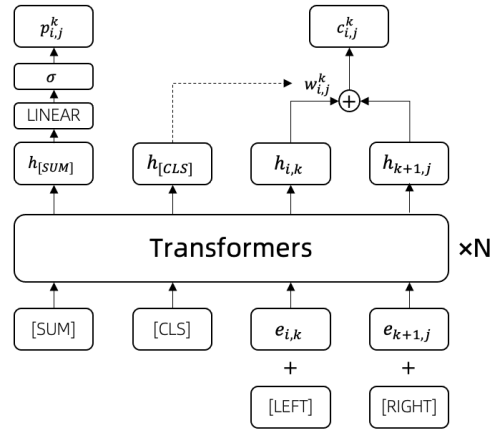 p^k_{i,j} c^k_{i,j}
σ w^k_{i,j}
+
LINEAR
h_{[SUM]} h_{[CLS]} h_{i,k} h_{k+1,j}
Transformers ×N
[SUM] [CLS] e_{i,k} e_{k+1,j}
+ +
[LEFT] [RIGHT]